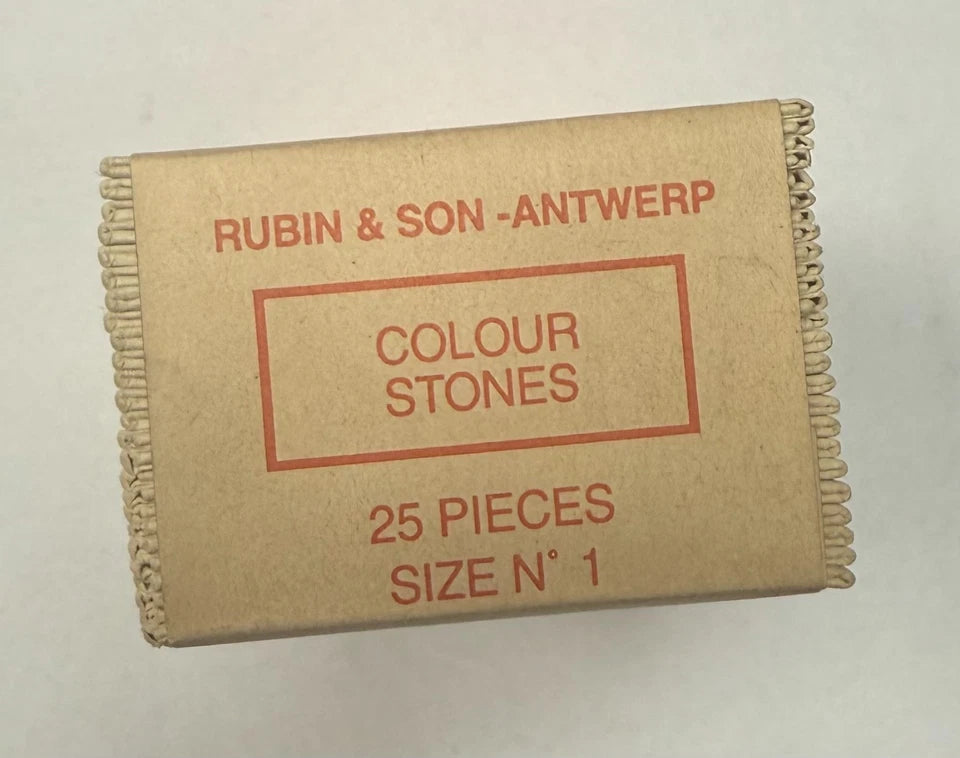 RUBIN & SON -ANTWERP
COLOUR
STONES
25 PIECES
SIZE N° 1